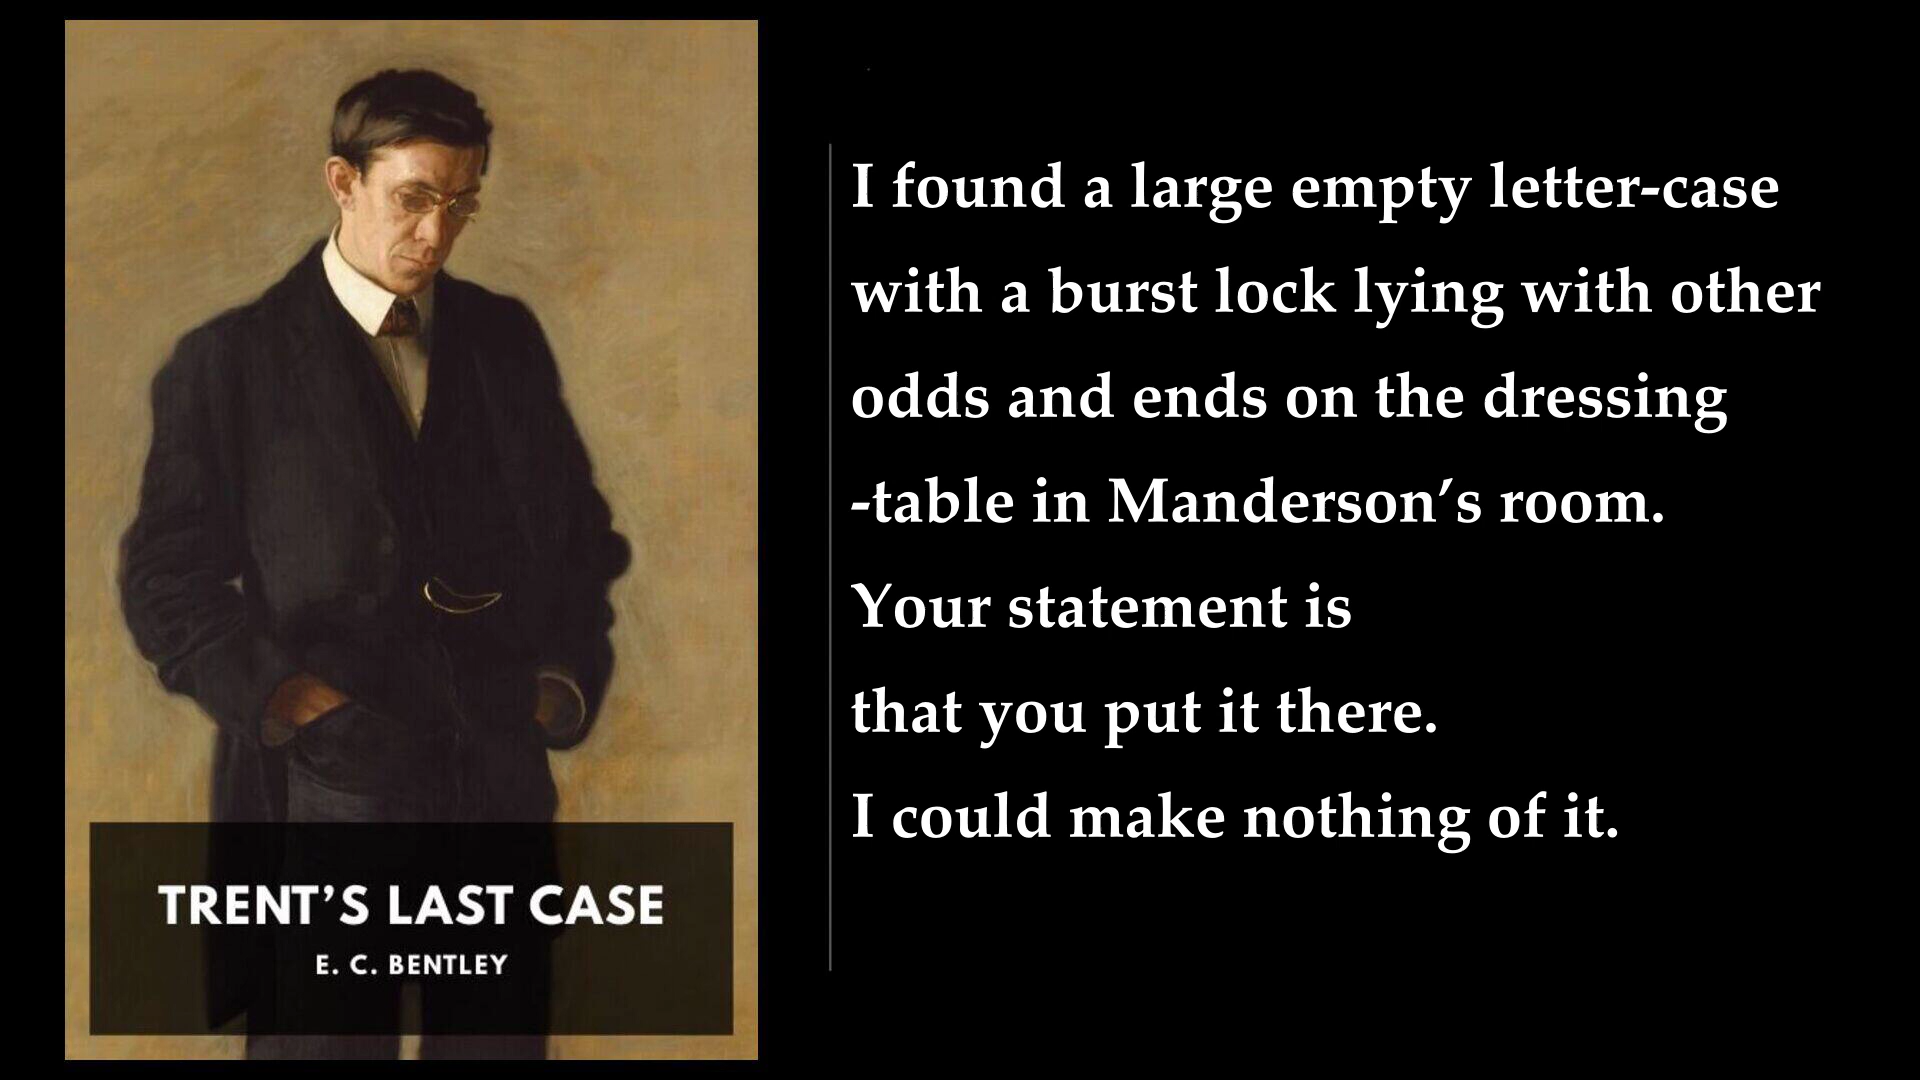 TRENT’S LAST CASE
E. C. BENTLEY
I found a large empty letter-case
with a burst lock lying with other
odds and ends on the dressing
-table in Manderson’s room.
Your statement is
that you put it there.
I could make nothing of it.